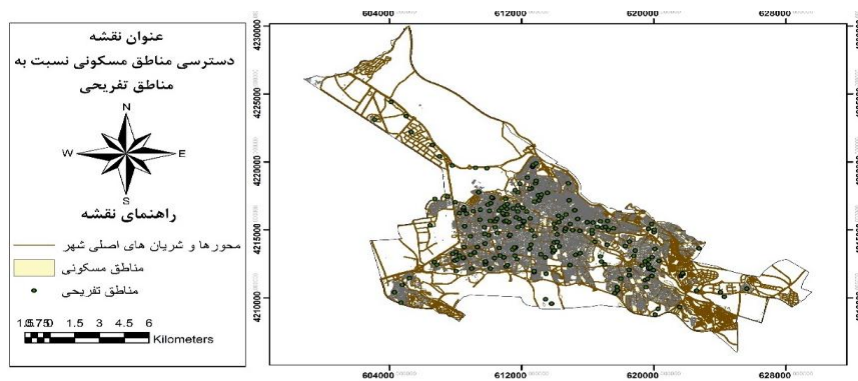 عنوان نقشه
دسترسی مناطق مسکونی نسبت به
مناطق تفریحی
N
W E
S
راهنمای نقشه
محورها و شریان های اصلی شهر
مناطق مسکونی
مناطق تفریحی
1.5 3 4.5 6
Kilometers
604000 612000 620000 628000
4230000
4225000
4220000
4215000
4210000
604000 612000 620000 628000